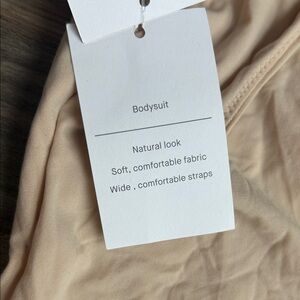 Bodysuit
Natural look
Soft, comfortable fabric
Wide , comfortable straps